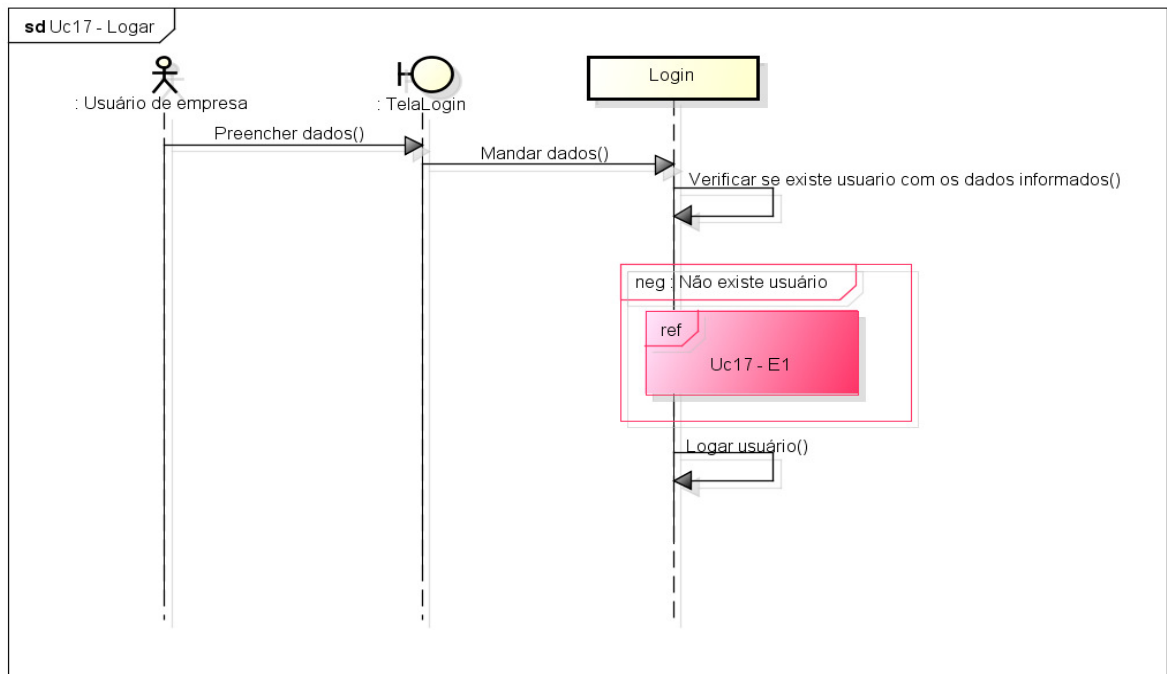 sd Uc17 - Logar
: Usuário de empresa
: TelaLogin
Login
Preencher dados()
Mandar dados()
Verificar se existe usuario com os dados informados()
neg : Não existe usuário
ref
Uc17 - E1
Logar usuário()